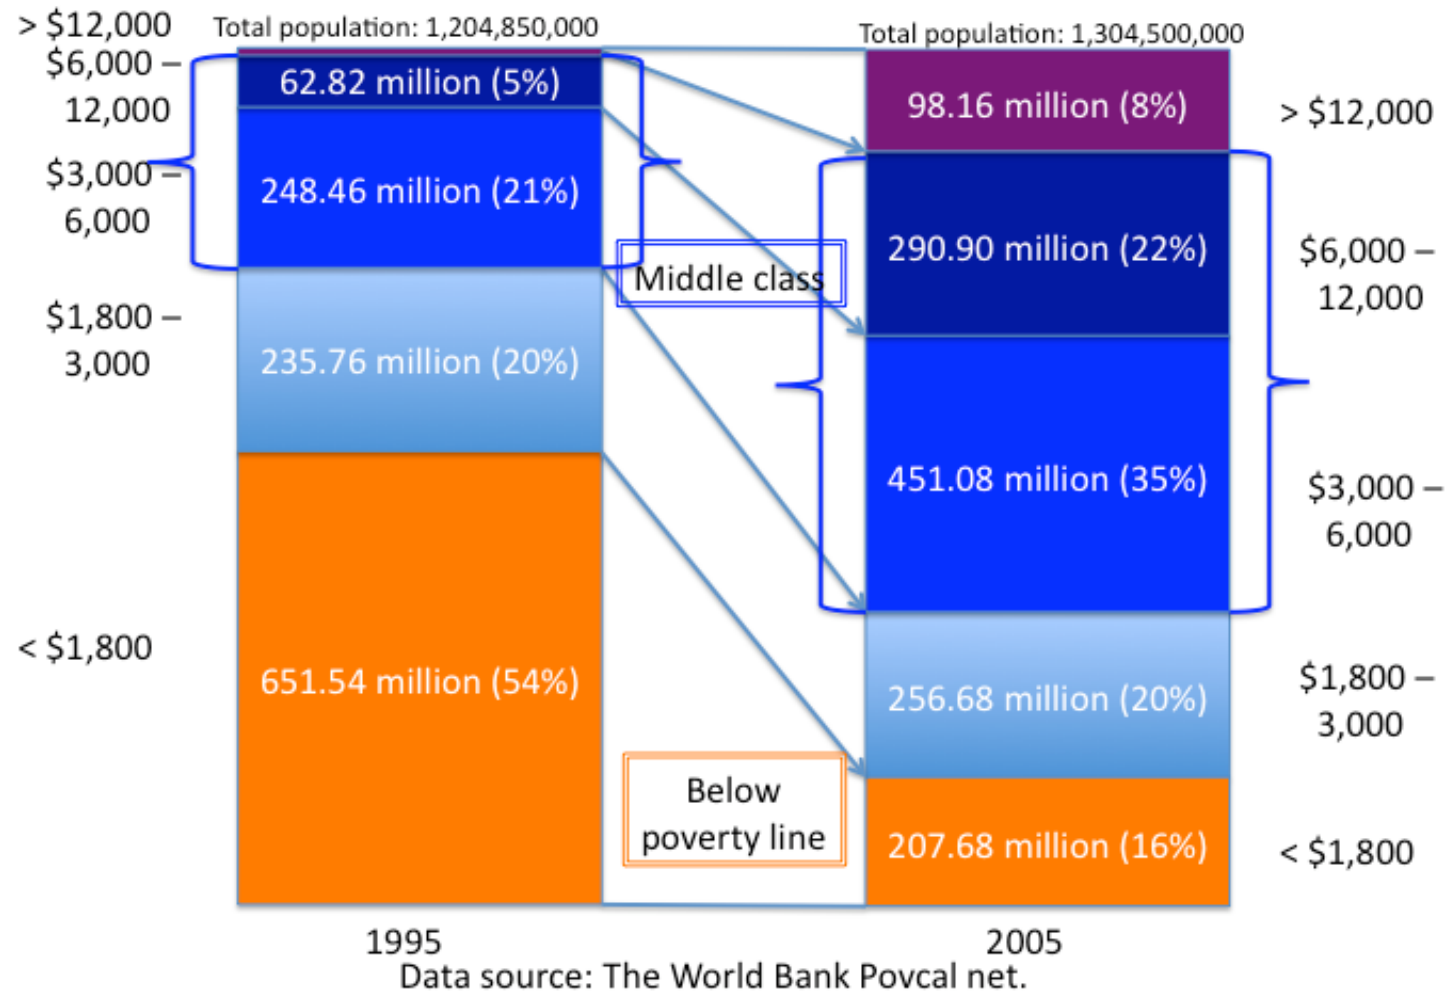 > $12,000
Total population: 1,204,850,000
Total population: 1,304,500,000
$6,000 –
12,000
62.82 million (5%)
98.16 million (8%)
> $12,000
$3,000 –
6,000
248.46 million (21%)
290.90 million (22%)
$6,000 –
12,000
Middle class
$1,800 –
3,000
235.76 million (20%)
451.08 million (35%)
$3,000 –
6,000
< $1,800
651.54 million (54%)
256.68 million (20%)
$1,800 –
3,000
Below
poverty line
207.68 million (16%)
< $1,800
1995
2005
Data source: The World Bank Povcal net.